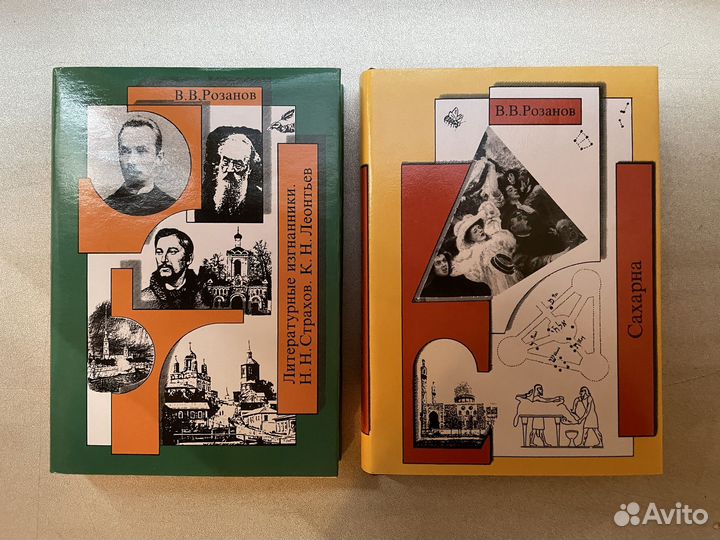 В.В.Розанов
Литературные изгнанники.
Н.Н.Страхов. К.Н.Леонтьев
В.В.Розанов
Сахарна
Avito